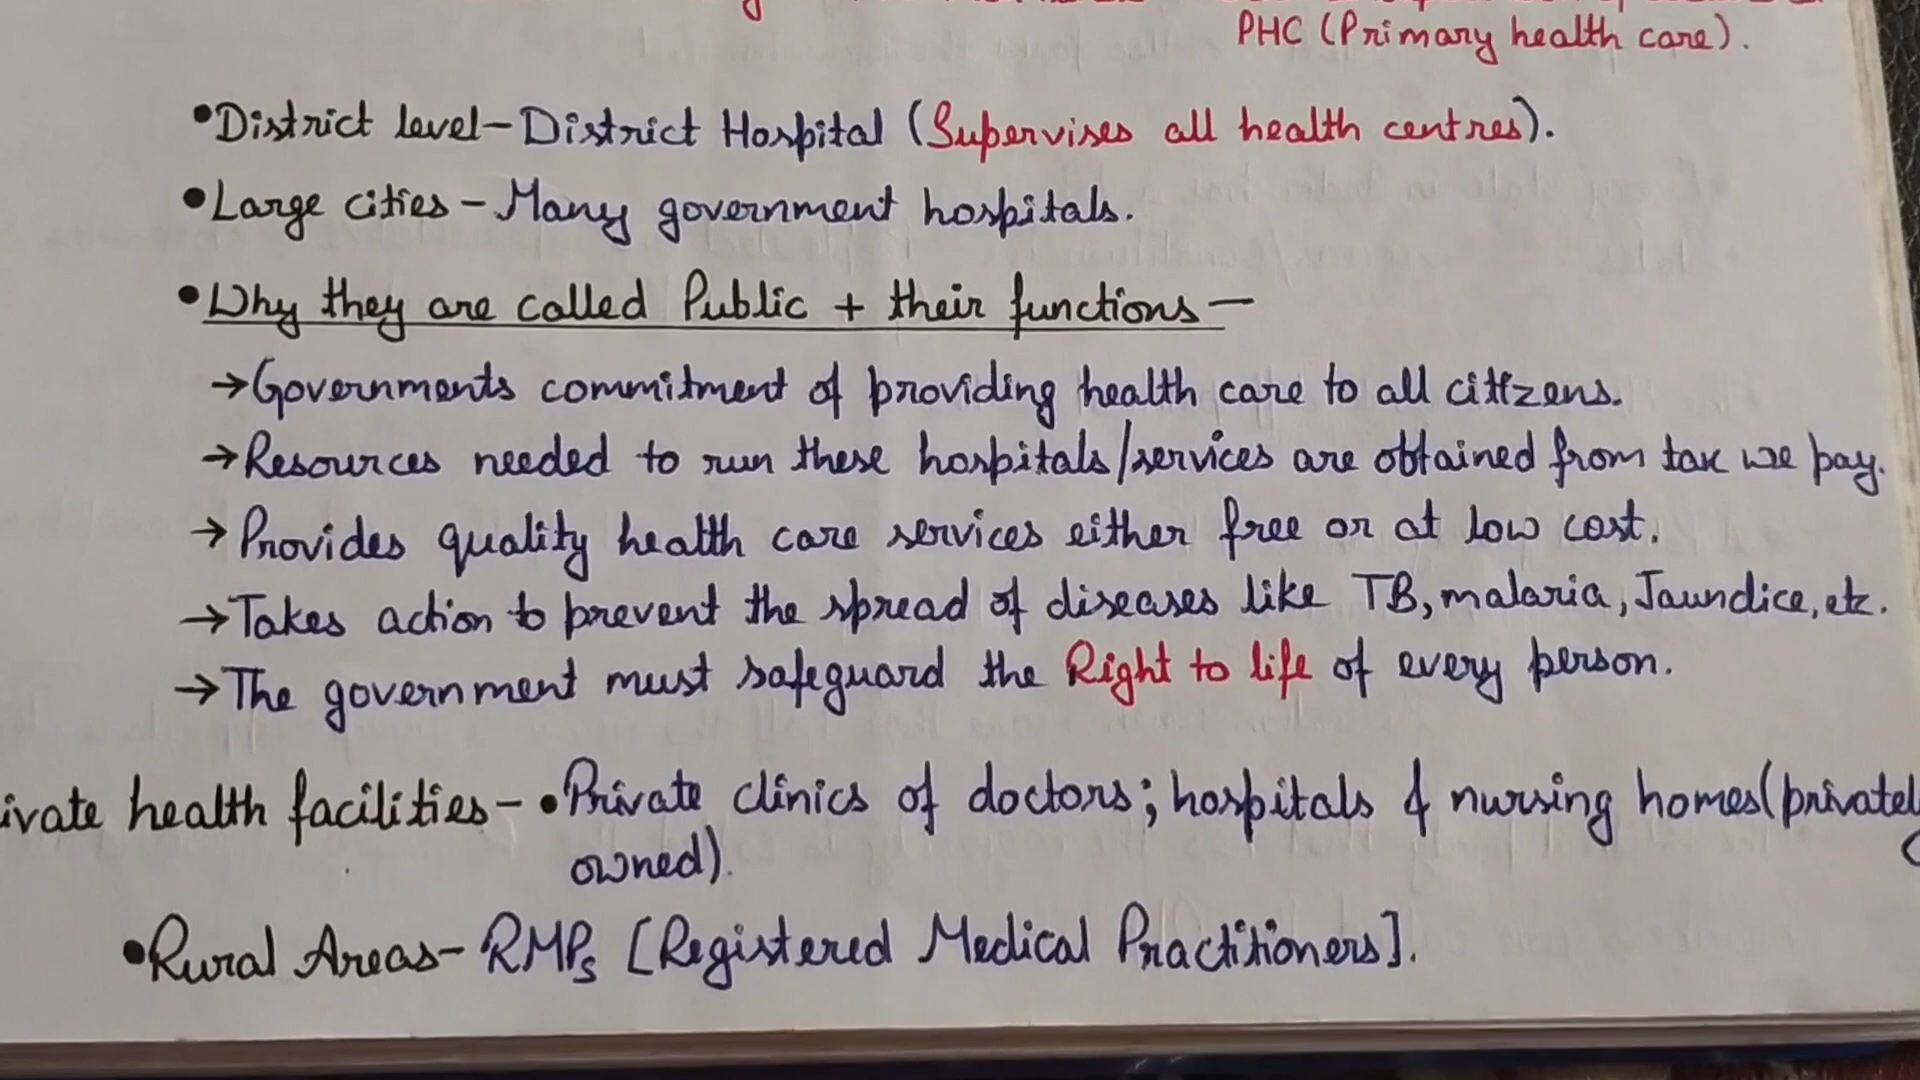 PHC (Primary health care).
•District level-District Hospital (Supervises all health centres).
•Large cities - Many government hospitals.
•Why they are called Public + their functions-
→Governments commitment of providing health care to all citizens.
→Resources needed to run these hospitals/services are obtained from tax we pay.
→Provides quality health care services either free or at low cost.
→Takes action to prevent the spread of diseases like TB, malaria, Jaundice, etc.
→The government must safeguard the Right to life of every person.
ivate health facilities- •Private clinics of doctors; hospitals & nursing homes(privately
owned).
•Rural Areas- RMPs [Registered Medical Practitioners].